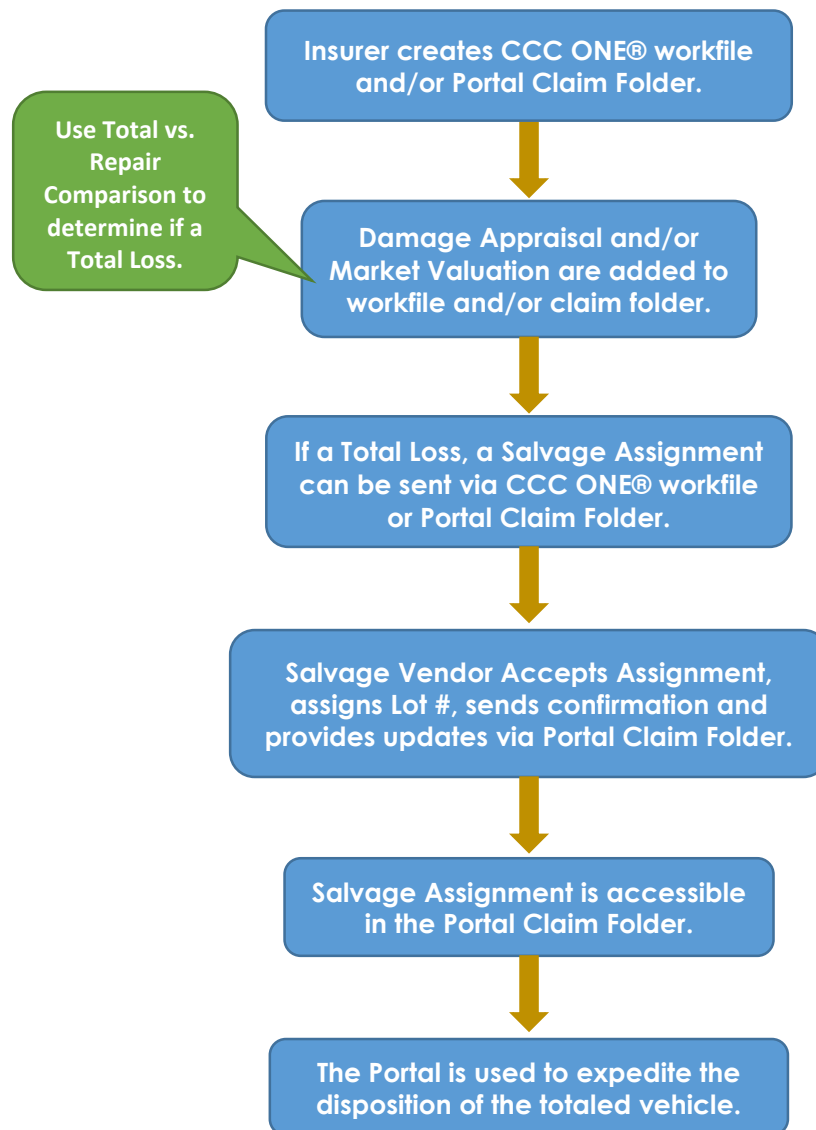 Insurer creates CCC ONE® workfile
and/or Portal Claim Folder.
Use Total vs.
Repair
Comparison to
determine if a
Total Loss.
Damage Appraisal and/or
Market Valuation are added to
workfile and/or claim folder.
If a Total Loss, a Salvage Assignment
can be sent via CCC ONE® workfile
or Portal Claim Folder.
Salvage Vendor Accepts Assignment,
assigns Lot #, sends confirmation and
provides updates via Portal Claim Folder.
Salvage Assignment is accessible
in the Portal Claim Folder.
The Portal is used to expedite the
disposition of the totaled vehicle.